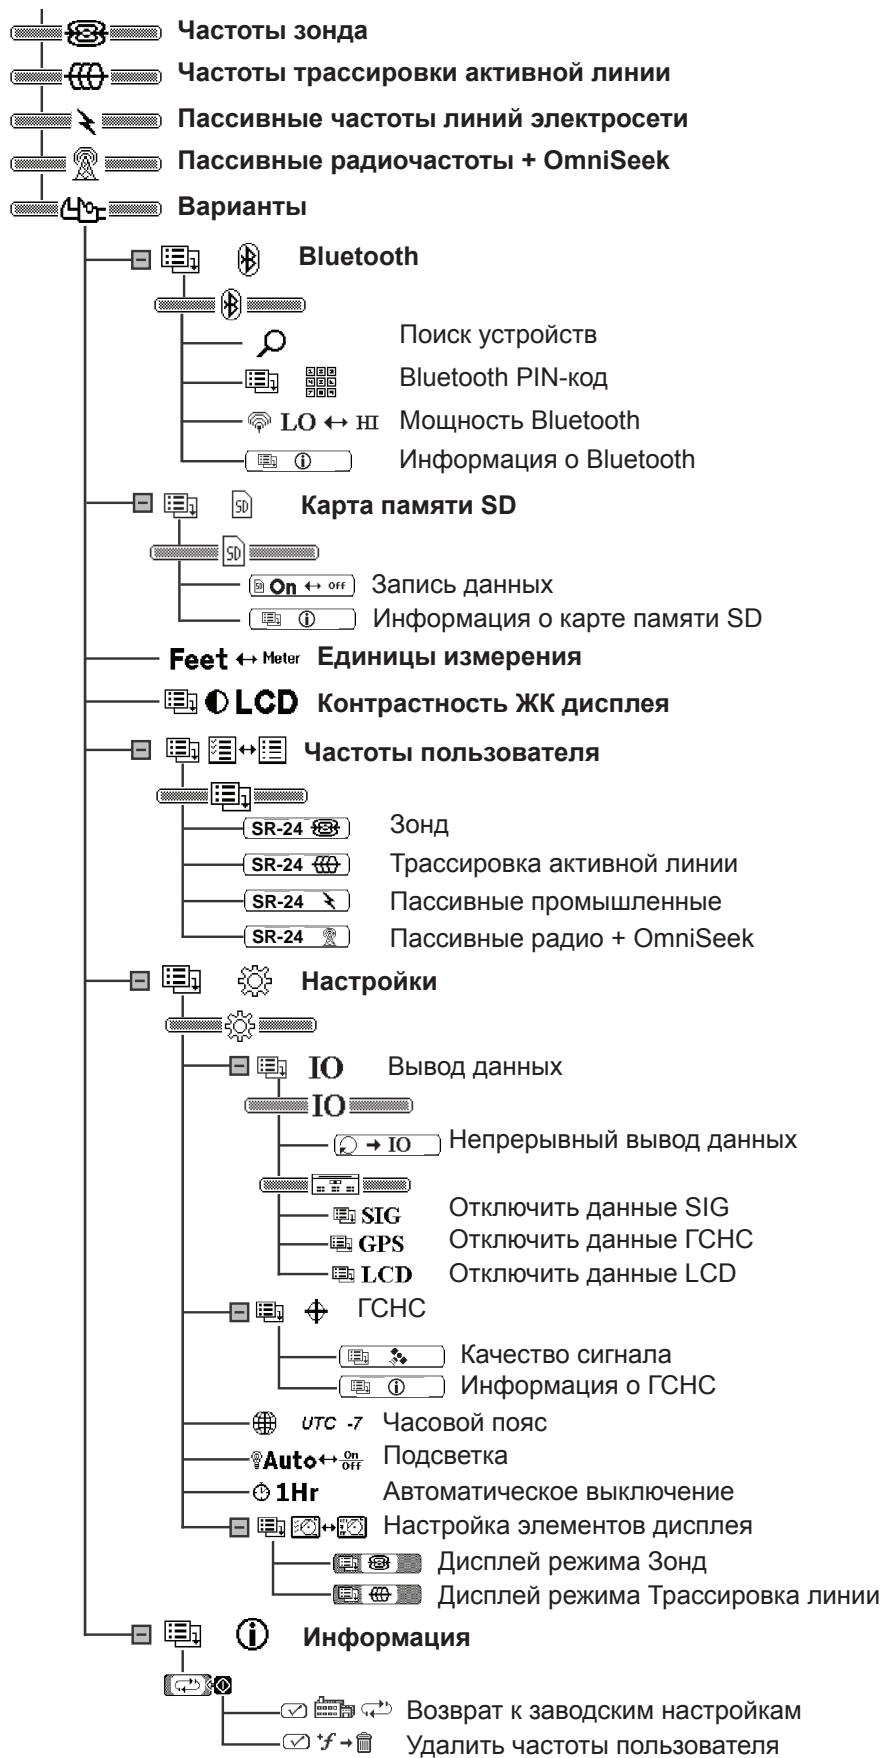 Частоты зонда
Частоты трассировки активной линии
Пассивные частоты линий электросети
Пассивные радиочастоты + OmniSeek
Варианты
Bluetooth
Поиск устройств
Bluetooth PIN-код
LO ↔ HI Мощность Bluetooth
Информация о Bluetooth
SD Карта памяти SD
SD
On ↔ Off Запись данных
Информация о карте памяти SD
Feet ↔ Meter Единицы измерения
LCD Контрастность ЖК дисплея
Частоты пользователя
SR-24 Зонд
SR-24 Трассировка активной линии
SR-24 Пассивные промышленные
SR-24 Пассивные радио + OmniSeek
Настройки
IO Вывод данных
IO
→ IO Непрерывный вывод данных
SIG Отключить данные SIG
GPS Отключить данные ГСНС
LCD Отключить данные LCD
ГСНС
Качество сигнала
Информация о ГСНС
UTC -7 Часовой пояс
Auto↔On/Off Подсветка
1Hr Автоматическое выключение
Настройка элементов дисплея
Дисплей режима Зонд
Дисплей режима Трассировка линии
Информация
Возврат к заводским настройкам
+f → Удалить частоты пользователя